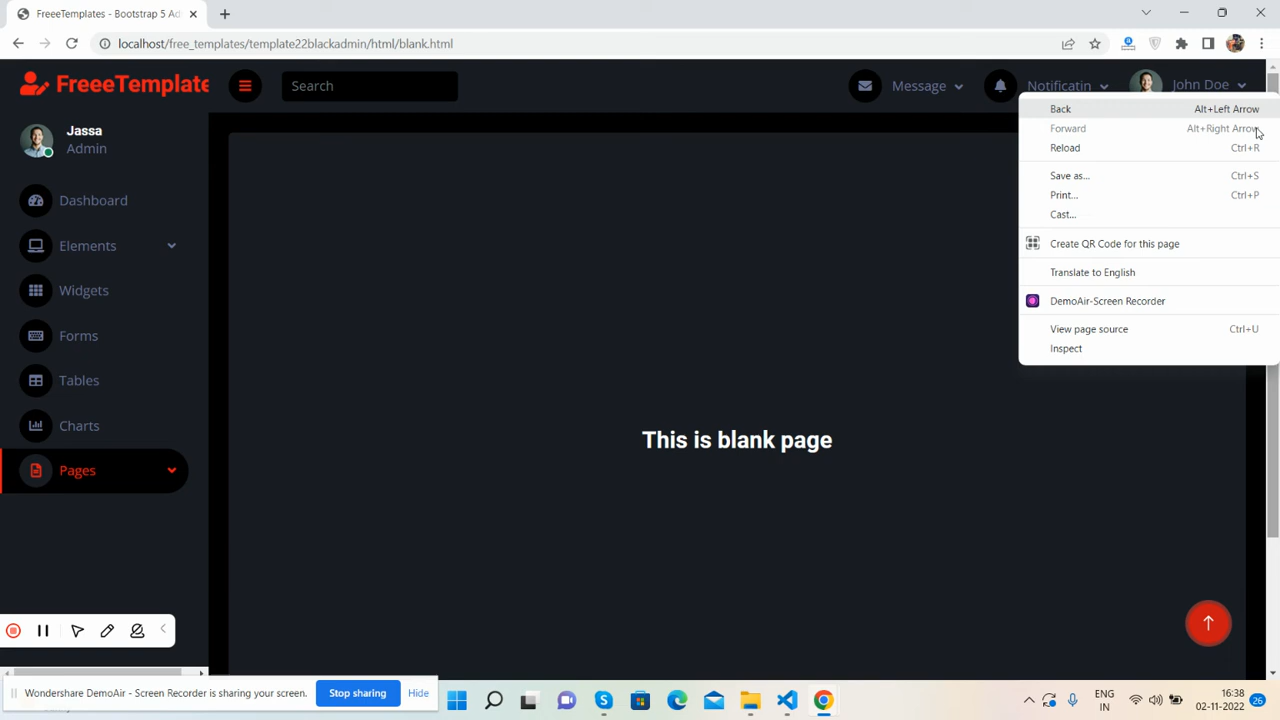 FreeeTemplates - Bootstrap 5 Ad
localhost/free_templates/template22blackadmin/html/blank.html
FreeeTemplate
Search
Message
Notificatin
John Doe
Jassa
Admin
Dashboard
Elements
Widgets
Forms
Tables
Charts
Pages
Back Alt+Left Arrow
Forward Alt+Right Arrow
Reload Ctrl+R
Save as... Ctrl+S
Print... Ctrl+P
Cast...
Create QR Code for this page
Translate to English
DemoAir-Screen Recorder
View page source Ctrl+U
Inspect
This is blank page
Wondershare DemoAir - Screen Recorder is sharing your screen.
Stop sharing
Hide
ENG
IN
16:38
02-11-2022
26